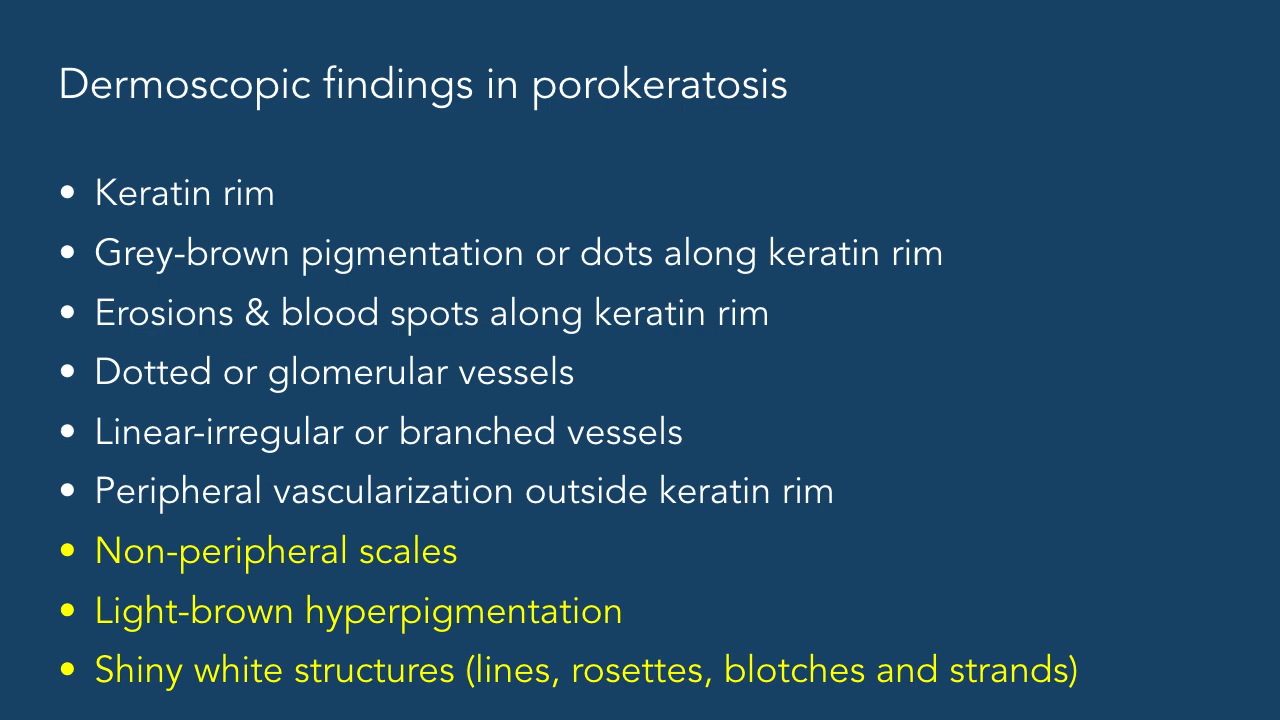 Dermoscopic findings in porokeratosis
• Keratin rim
• Grey-brown pigmentation or dots along keratin rim
• Erosions & blood spots along keratin rim
• Dotted or glomerular vessels
• Linear-irregular or branched vessels
• Peripheral vascularization outside keratin rim
• Non-peripheral scales
• Light-brown hyperpigmentation
• Shiny white structures (lines, rosettes, blotches and strands)